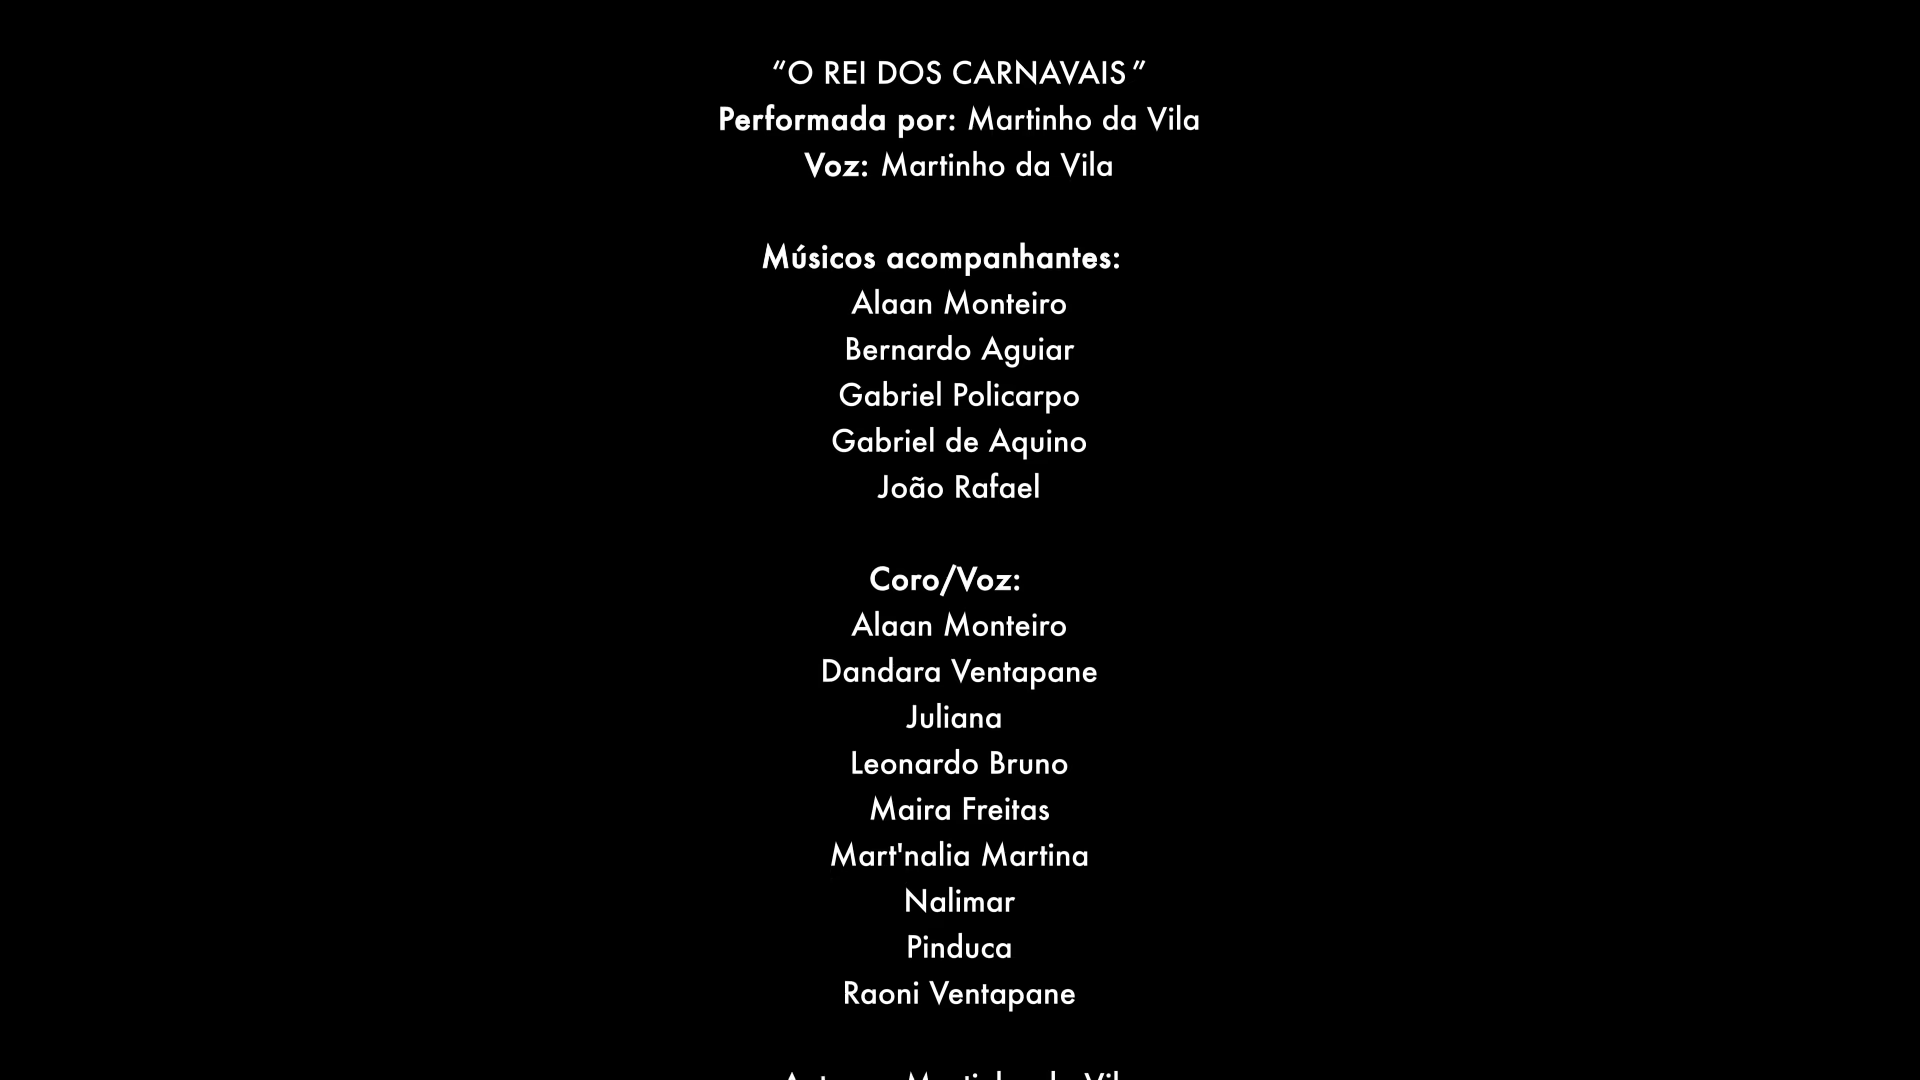 “O REI DOS CARNAVAIS”
Performada por: Martinho da Vila
Voz: Martinho da Vila
Músicos acompanhantes:
Alaan Monteiro
Bernardo Aguiar
Gabriel Policarpo
Gabriel de Aquino
João Rafael
Coro/Voz:
Alaan Monteiro
Dandara Ventapane
Juliana
Leonardo Bruno
Maira Freitas
Mart'nalia Martina
Nalimar
Pinduca
Raoni Ventapane